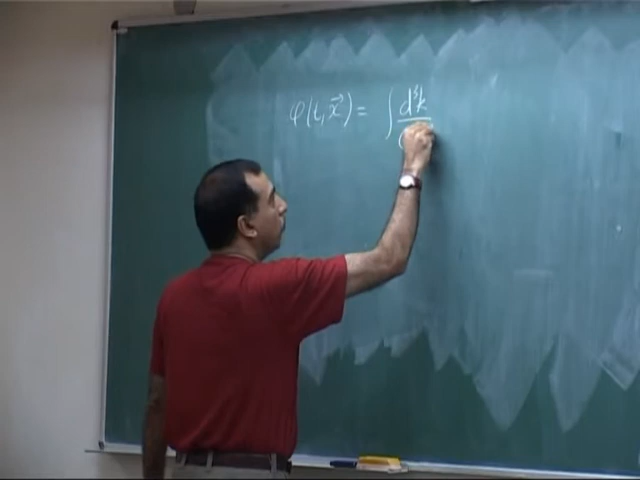 φ(t, x⃗) = ∫ d³k / (